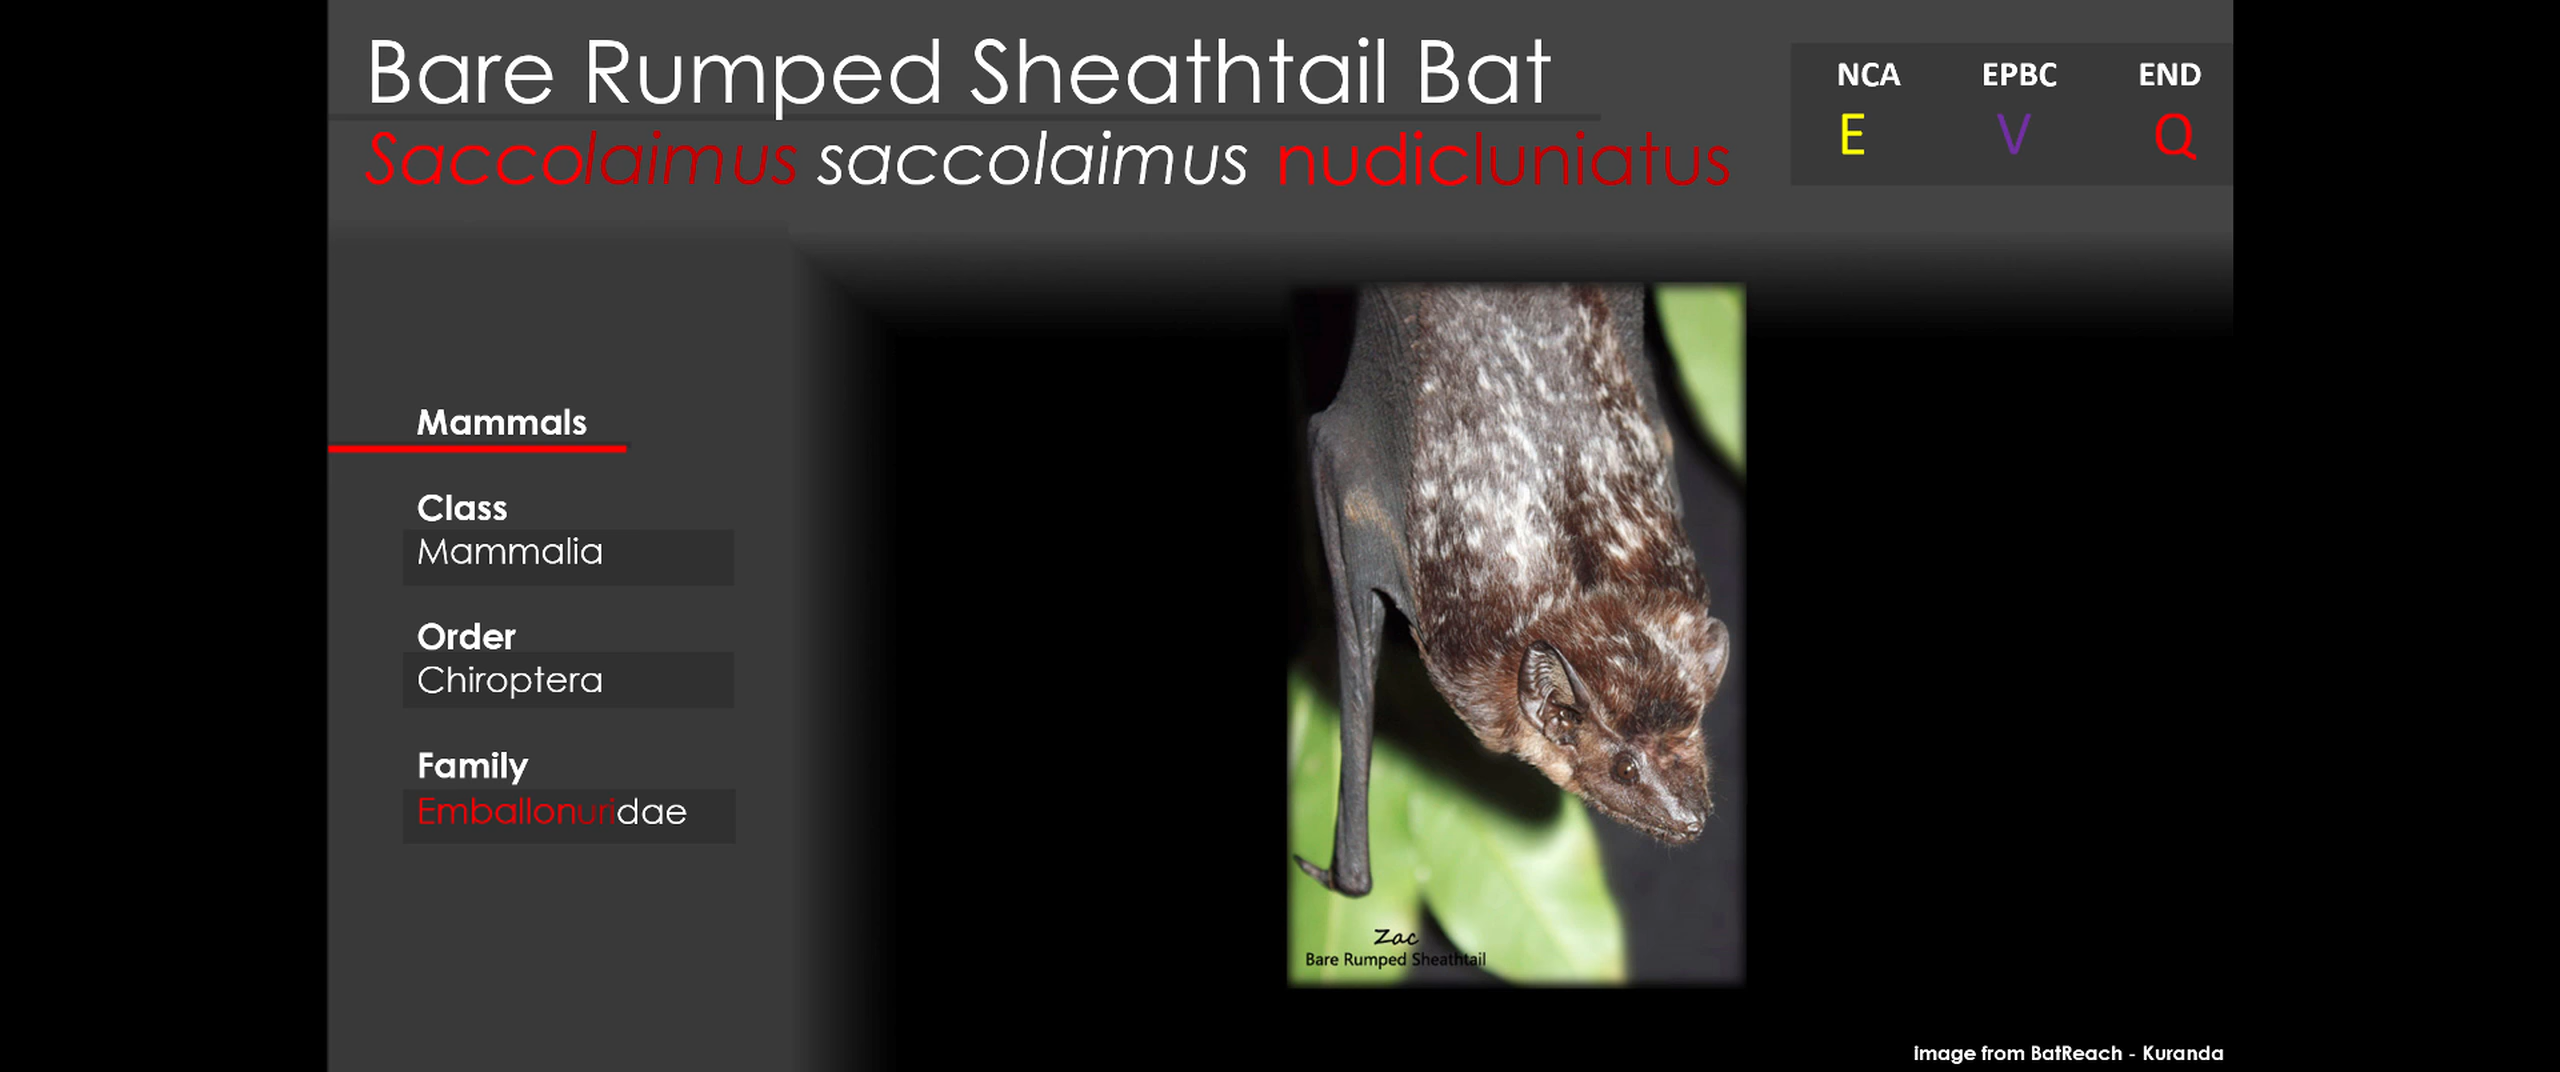 Bare Rumped Sheathtail Bat
Saccolaimus saccolaimus nudicluniatus
NCA EPBC END
E V Q
Mammals
Class
Mammalia
Order
Chiroptera
Family
Emballonuridae
Zac
Bare Rumped Sheathtail
image from BatReach - Kuranda